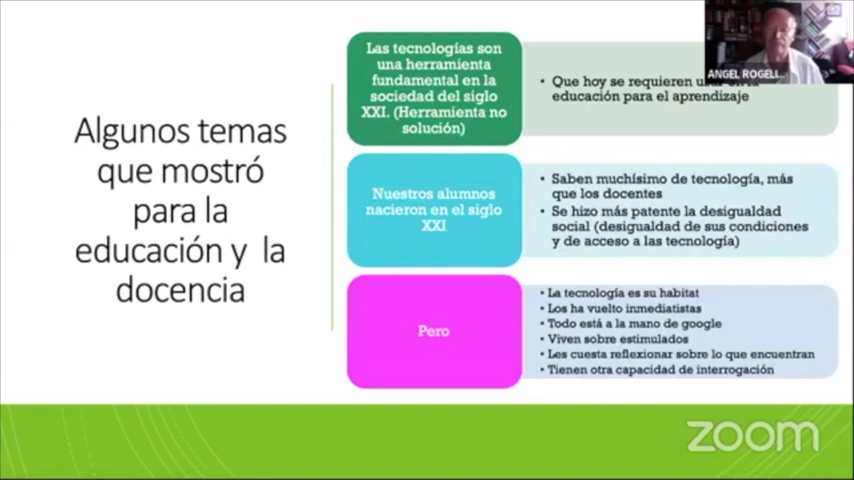 Algunos temas
que mostró
para la
educación y la
docencia
Las tecnologías son
una herramienta
fundamental en la
sociedad del siglo
XXI. (Herramienta no
solución)
• Que hoy se requieren en la
educación para el aprendizaje
Nuestros alumnos
nacieron en el siglo
XXI
• Saben muchísimo de tecnología, más
que los docentes
• Se hizo más patente la desigualdad
social (desigualdad de sus condiciones
y de acceso a las tecnología)
Pero
• La tecnología es su habitat
• Los ha vuelto inmediatistas
• Todo está a la mano de google
• Viven sobre estimulados
• Les cuesta reflexionar sobre lo que encuentran
• Tienen otra capacidad de interrogación
ANGEL ROGELI...
zoom